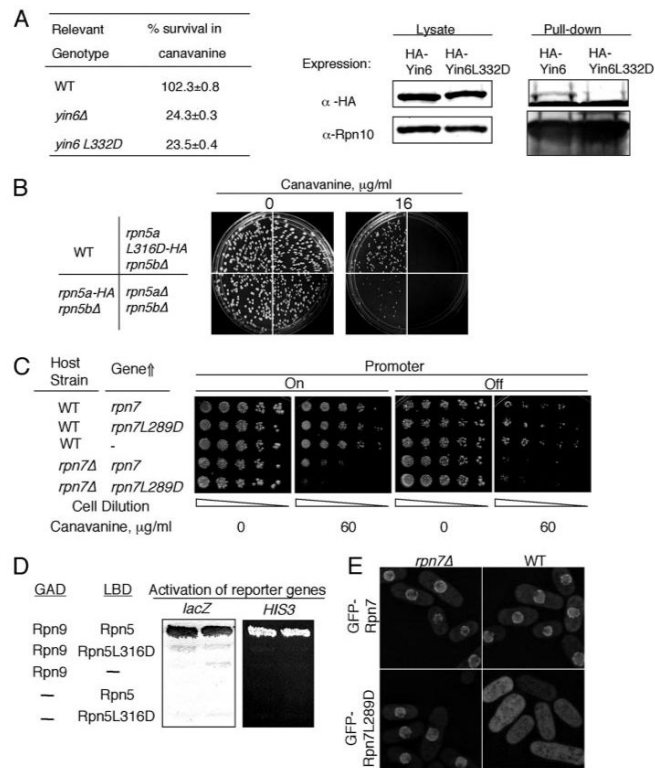 A
Relevant Genotype % survival in canavanine
WT 102.3±0.8
yin6Δ 24.3±0.3
yin6 L332D 23.5±0.4
Lysate Pull-down
Expression: HA-Yin6 HA-Yin6L332D HA-Yin6 HA-Yin6L332D
α -HA
α-Rpn10
B
Canavanine, μg/ml
0 16
WT rpn5a L316D-HA rpn5bΔ
rpn5a-HA rpn5bΔ rpn5aΔ rpn5bΔ
C
Host Strain Gene⇑ Promoter
On Off
WT rpn7
WT rpn7L289D
WT -
rpn7Δ rpn7
rpn7Δ rpn7L289D
Cell Dilution
Canavanine, μg/ml 0 60 0 60
D
GAD LBD Activation of reporter genes
lacZ HIS3
Rpn9 Rpn5
Rpn9 Rpn5L316D
Rpn9 —
— Rpn5
— Rpn5L316D
E
rpn7Δ WT
GFP-Rpn7
GFP-Rpn7L289D